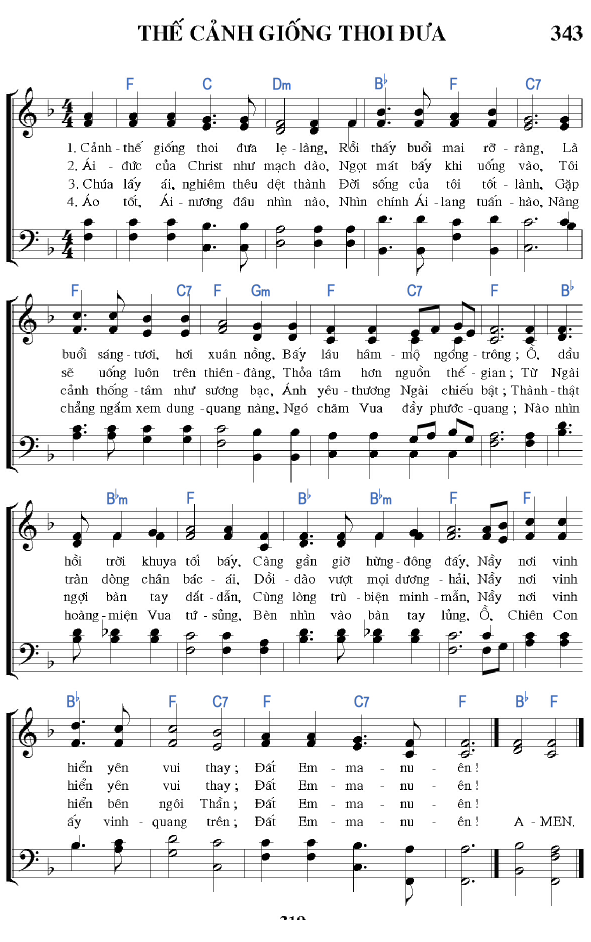 THẾ CẢNH GIỐNG THOI ĐƯA 343
F C Dm B♭ F C7
4/4
1. Cảnh-thế giống thoi đưa lẹ-làng, Rồi thấy buổi mai rỡ-ràng, Là
2. Ái-đức của Christ như mạch đào, Ngọt mát bấy khi uống vào, Tôi
3. Chúa lấy ái, nghiêm thêu dệt thành Đời sống của tôi tốt-lành, Gặp
4. Áo tốt, Ái-nương đâu nhìn nào, Nhìn chính Ái-lang tuấn-hào, Nàng
F C7 F Gm F C7 F B♭
buổi sáng-tươi, hơi xuân nồng, Bấy lâu hâm-mộ ngóng-trông; Ồ, dầu
sẽ uống luôn trên thiên-đàng, Thỏa tâm hơn nguồn thế-gian; Từ Ngài
cảnh thống-tâm như sương bạc, Ánh yêu-thương Ngài chiếu bật; Thành-thật
chẳng ngắm xem dung-quang nàng, Ngó chăm Vua đầy phước-quang; Nào nhìn
B♭m F B♭ B♭m F F
hồi trời khuya tối bấy, Càng gần giờ hừng-đông đấy, Nầy nơi vinh
tràn dòng chân bác-ái, Dồi-dào vượt mọi dương-hải, Nầy nơi vinh
ngợi bàn tay dắt-dẫn, Cùng lòng trù-biện minh-mẫn, Nầy nơi vinh
hoàng-miện Vua tứ-sủng, Bèn nhìn vào bàn tay lủng, Ồ, Chiên Con
B♭ F C7 F C7 F B♭ F
hiển yên vui thay; Đất Em-ma-nu-ên!
hiển yên vui thay; Đất Em-ma-nu-ên!
hiển bên ngôi Thần; Đất Em-ma-nu-ên!
ấy vinh-quang trên; Đất Em-ma-nu-ên! A-MEN.